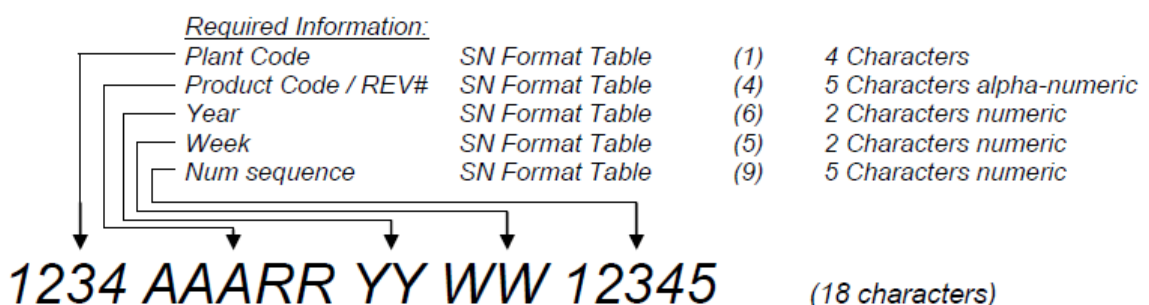 Required Information:
Plant Code SN Format Table (1) 4 Characters
Product Code / REV# SN Format Table (4) 5 Characters alpha-numeric
Year SN Format Table (6) 2 Characters numeric
Week SN Format Table (5) 2 Characters numeric
Num sequence SN Format Table (9) 5 Characters numeric
1234 AAARR YY WW 12345 (18 characters)